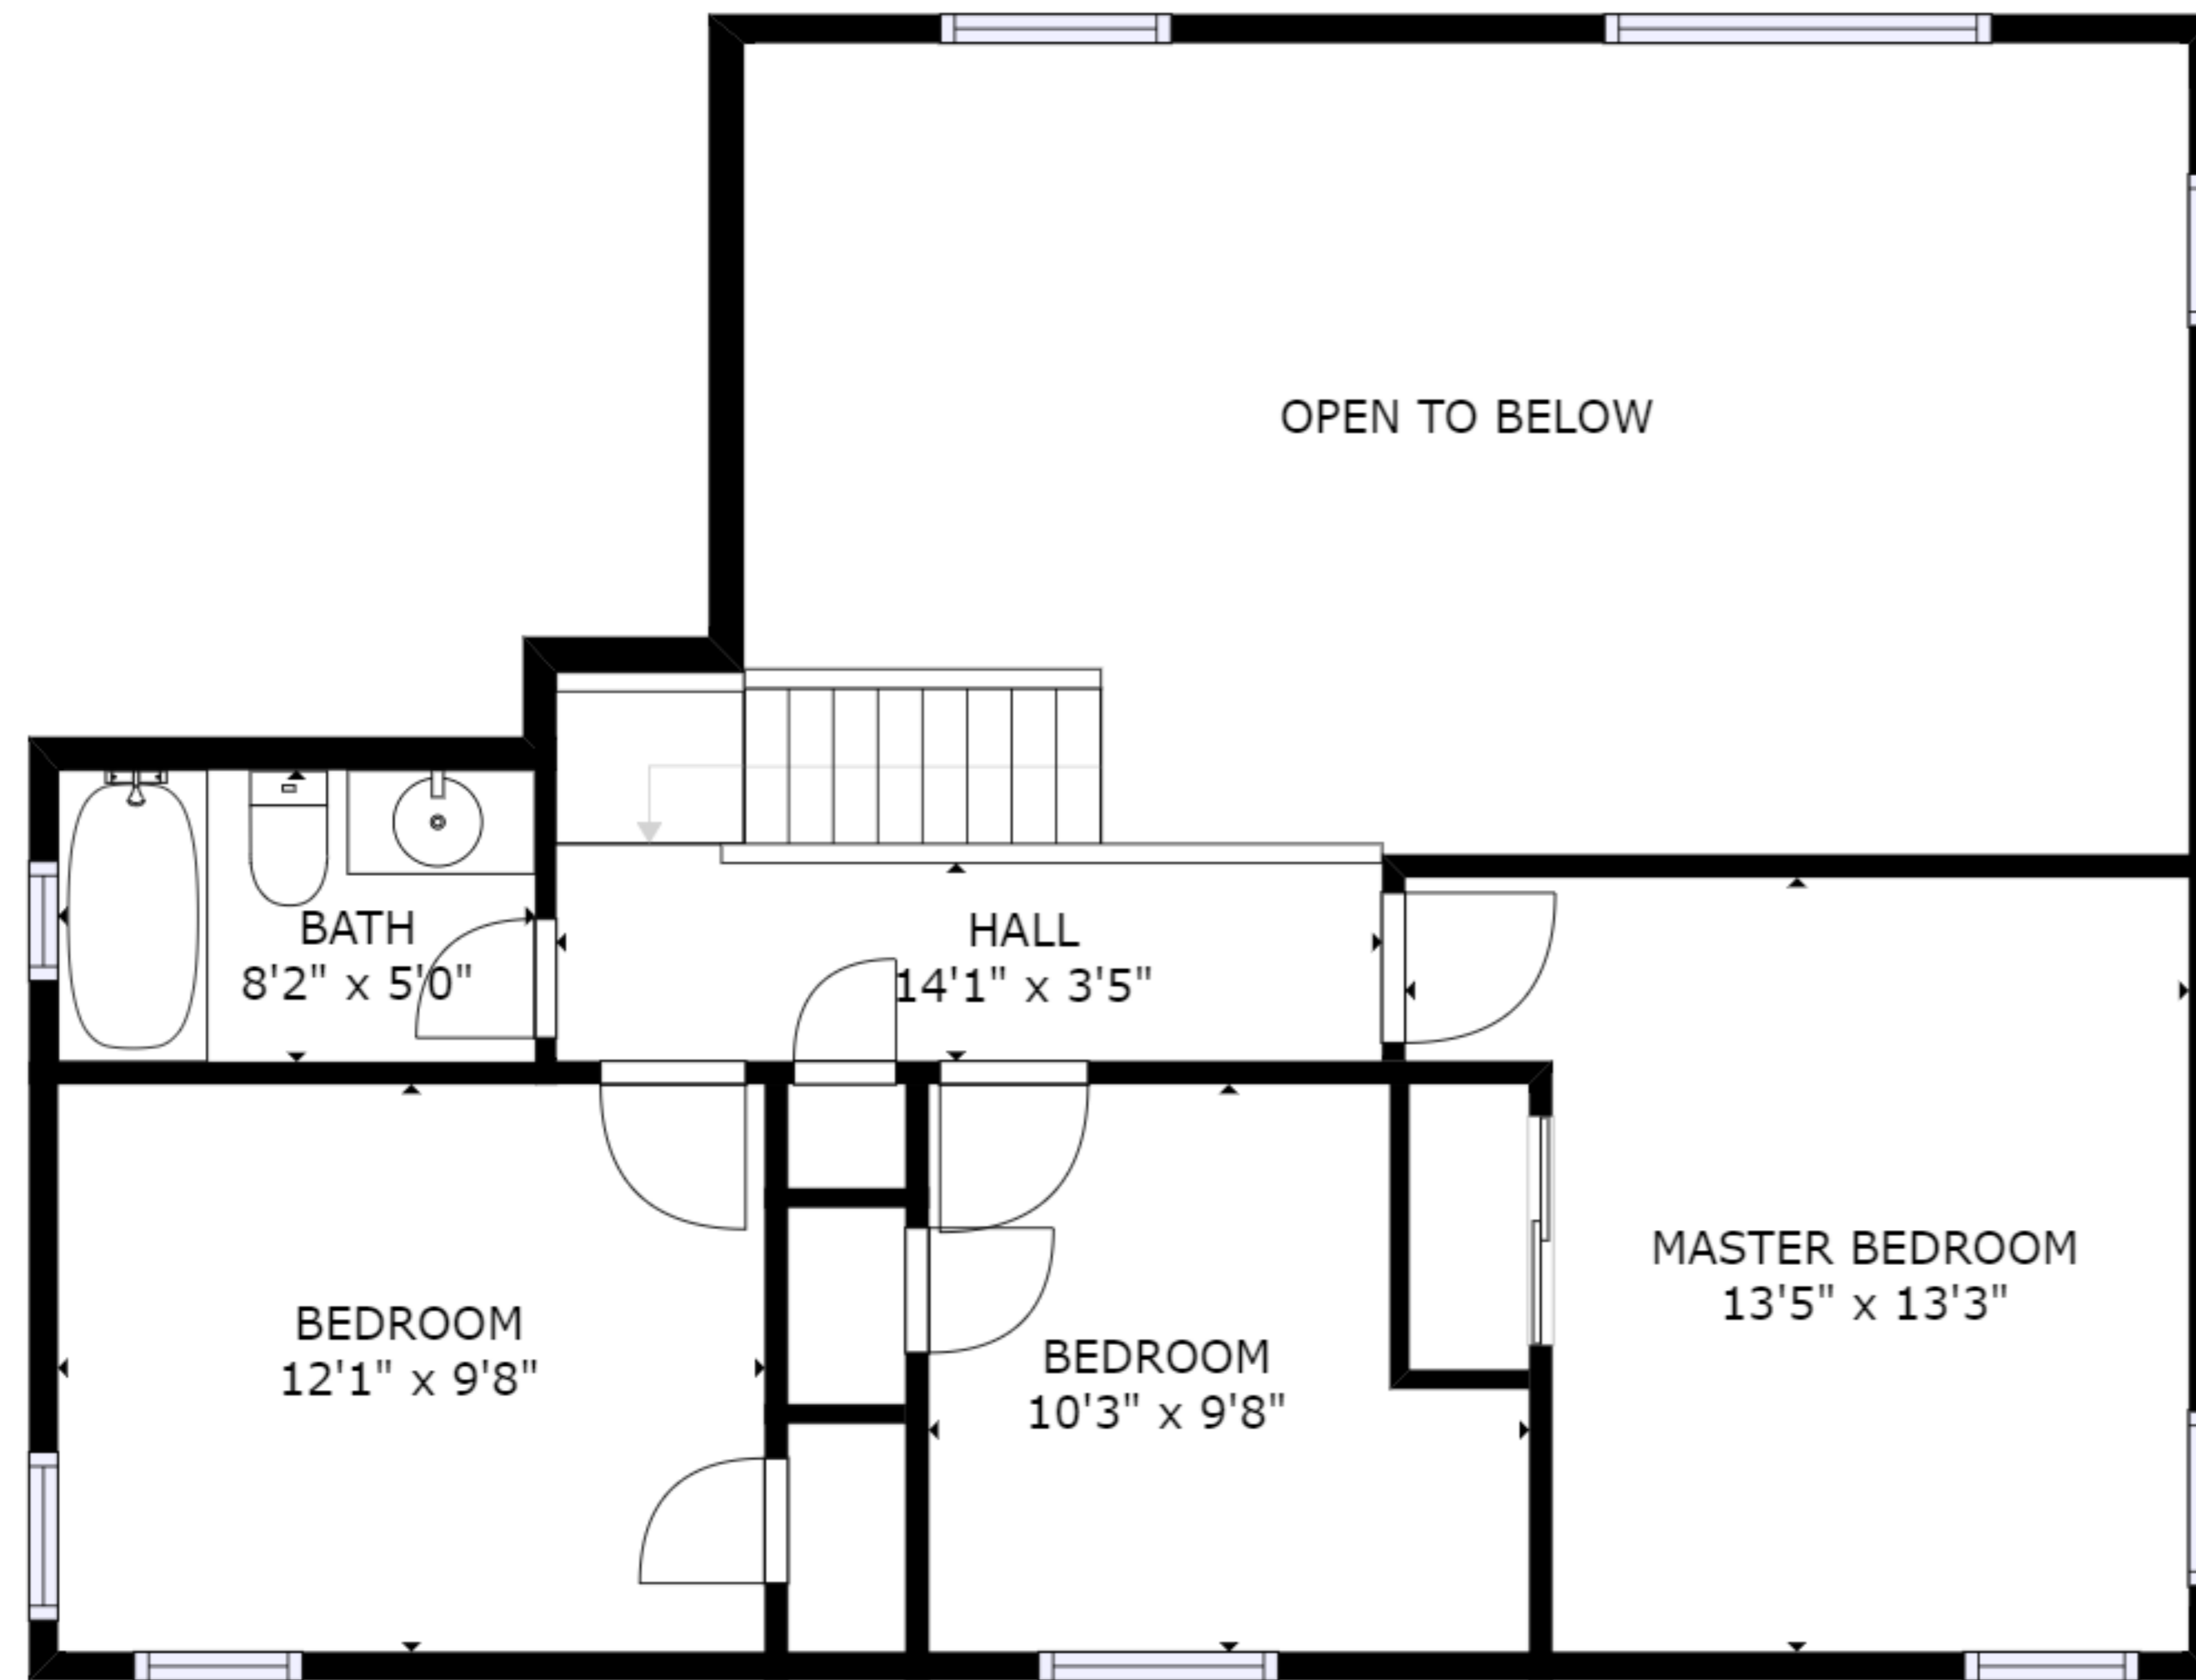 OPEN TO BELOW
BATH
8'2" x 5'0"
HALL
14'1" x 3'5"
BEDROOM
12'1" x 9'8"
BEDROOM
10'3" x 9'8"
MASTER BEDROOM
13'5" x 13'3"